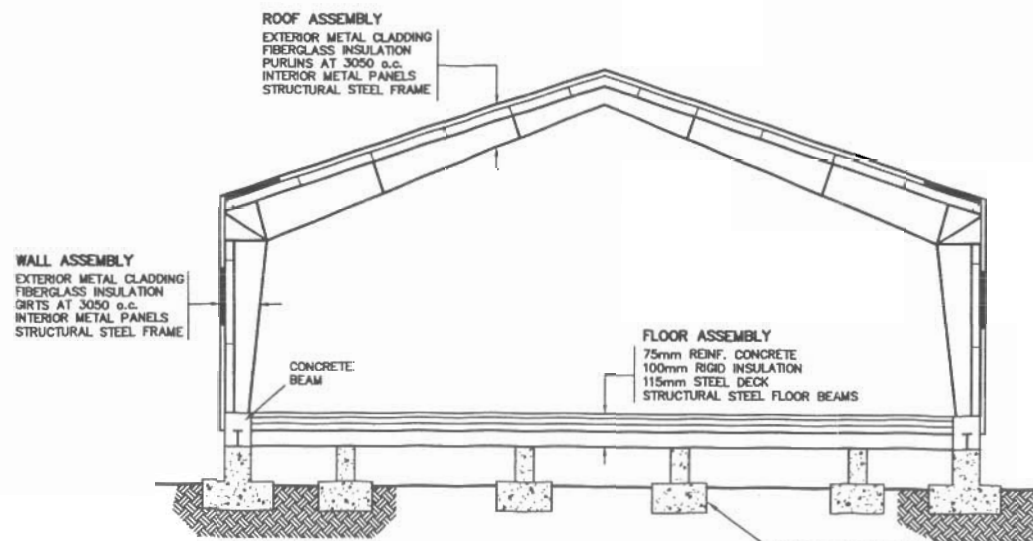 ROOF ASSEMBLY
EXTERIOR METAL CLADDING
FIBERGLASS INSULATION
PURLINS AT 3050 o.c.
INTERIOR METAL PANELS
STRUCTURAL STEEL FRAME
WALL ASSEMBLY
EXTERIOR METAL CLADDING
FIBERGLASS INSULATION
GIRTS AT 3050 o.c.
INTERIOR METAL PANELS
STRUCTURAL STEEL FRAME
CONCRETE
BEAM
FLOOR ASSEMBLY
75mm REINF. CONCRETE
100mm RIGID INSULATION
115mm STEEL DECK
STRUCTURAL STEEL FLOOR BEAMS